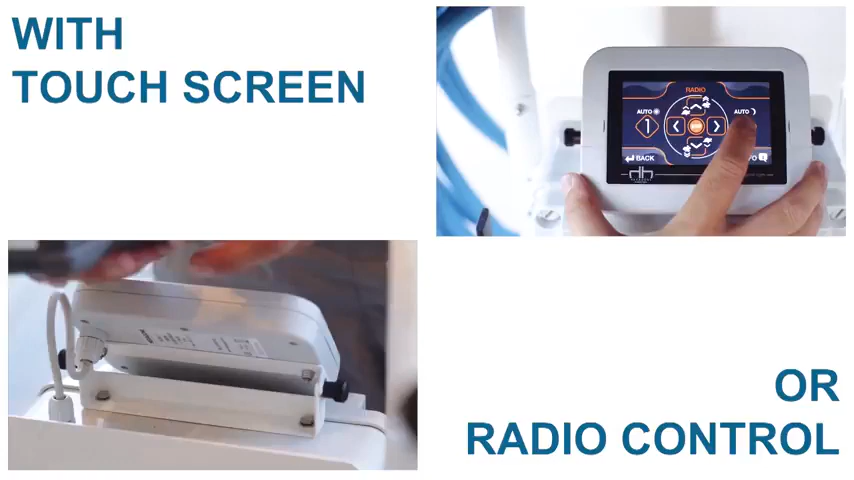 WITH
TOUCH SCREEN
RADIO
AUTO
AUTO
1
BACK
OR
RADIO CONTROL